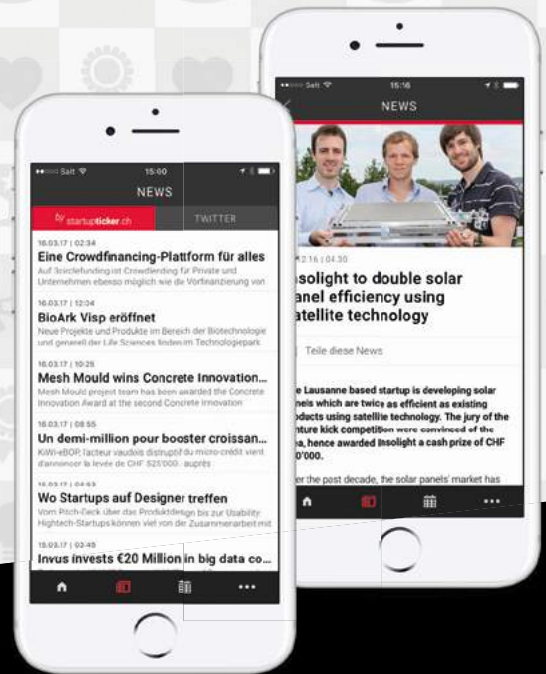 Salt 15:00
NEWS
by startupticker.ch TWITTER
16.03.17 | 02:34
Eine Crowdfinancing-Plattform für alles
Auf 3circlefunding ist Crowdlending für Private und
Unternehmen ebenso möglich wie die Vorfinanzierung von
16.03.17 | 12:04
BioArk Visp eröffnet
Neue Projekte und Produkte im Bereich der Biotechnologie
und generell der Life Sciences finden im Technologiepark
16.03.17 | 10:25
Mesh Mould wins Concrete Innovation...
Mesh Mould project team has been awarded the Concrete
Innovation Award at the second Concrete Innovation
16.03.17 | 08:55
Un demi-million pour booster croissan...
KiWi-eBOP, l'acteur vaudois disruptif du micro-crédit vient
d'annoncer la levée de CHF 525'000.- auprès
Wo Startups auf Designer treffen
Vom Pitch-Deck über das Produktdesign bis zur Usability
Hightech-Startups können viel von der Zusammenarbeit mit
15.03.17 | 03:45
Invus invests €20 Million in big data co...
Salt 15:16
NEWS
2.16 | 04:30
solight to double solar
anel efficiency using
atellite technology
Teile diese News
e Lausanne based startup is developing solar
nels which are twice as efficient as existing
oducts using satellite technology. The jury of the
nture kick competition were convinced of the
a, hence awarded Insolight a cash prize of CHF
0'000.
er the past decade, the solar panels' market has